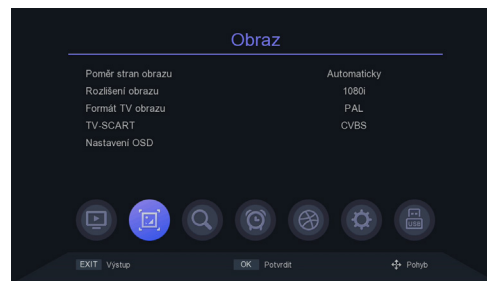 Obraz
Poměr stran obrazu Automaticky
Rozlišení obrazu 1080i
Formát TV obrazu PAL
TV-SCART CVBS
Nastavení OSD
USB
EXIT Výstup OK Potvrdit Pohyb